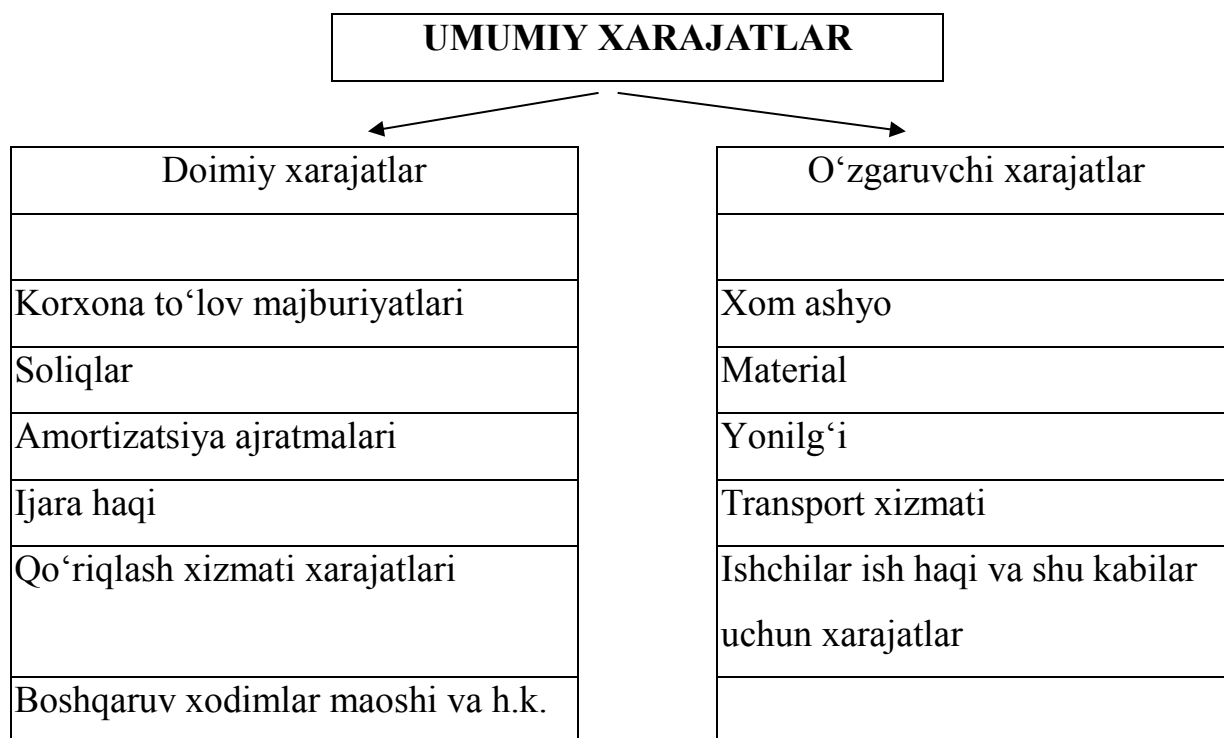 UMUMIY XARAJATLAR
Doimiy xarajatlar
Korxona to‘lov majburiyatlari
Soliqlar
Amortizatsiya ajratmalari
Ijara haqi
Qo‘riqlash xizmati xarajatlari
Boshqaruv xodimlar maoshi va h.k.
O‘zgaruvchi xarajatlar
Xom ashyo
Material
Yonilg‘i
Transport xizmati
Ishchilar ish haqi va shu kabilar
uchun xarajatlar